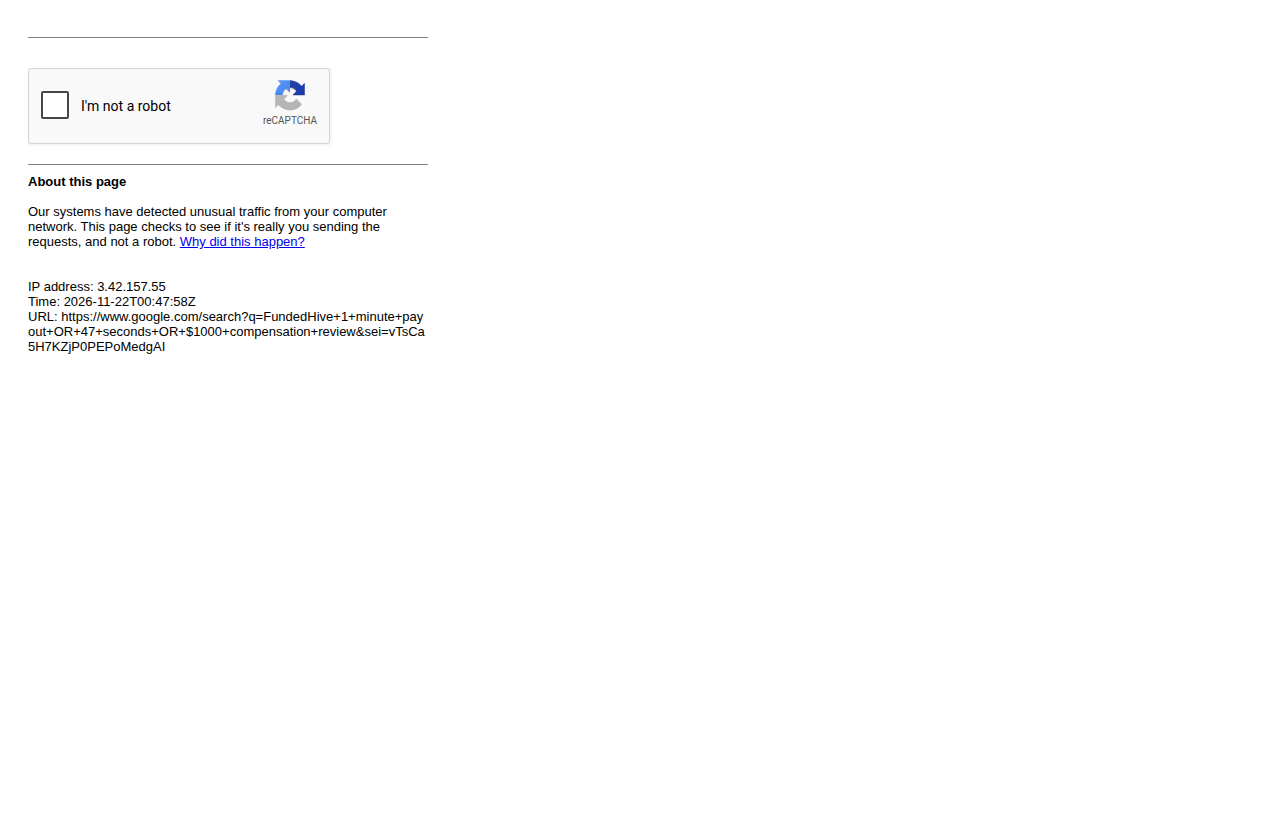 I'm not a robot
reCAPTCHA
About this page
Our systems have detected unusual traffic from your computer
network. This page checks to see if it's really you sending the
requests, and not a robot. Why did this happen?
IP address: 3.42.157.55
Time: 2026-11-22T00:47:58Z
URL: https://www.google.com/search?q=FundedHive+1+minute+pay
out+OR+47+seconds+OR+$1000+compensation+review&sei=vTsCa
5H7KZjP0PEPoMedgAI